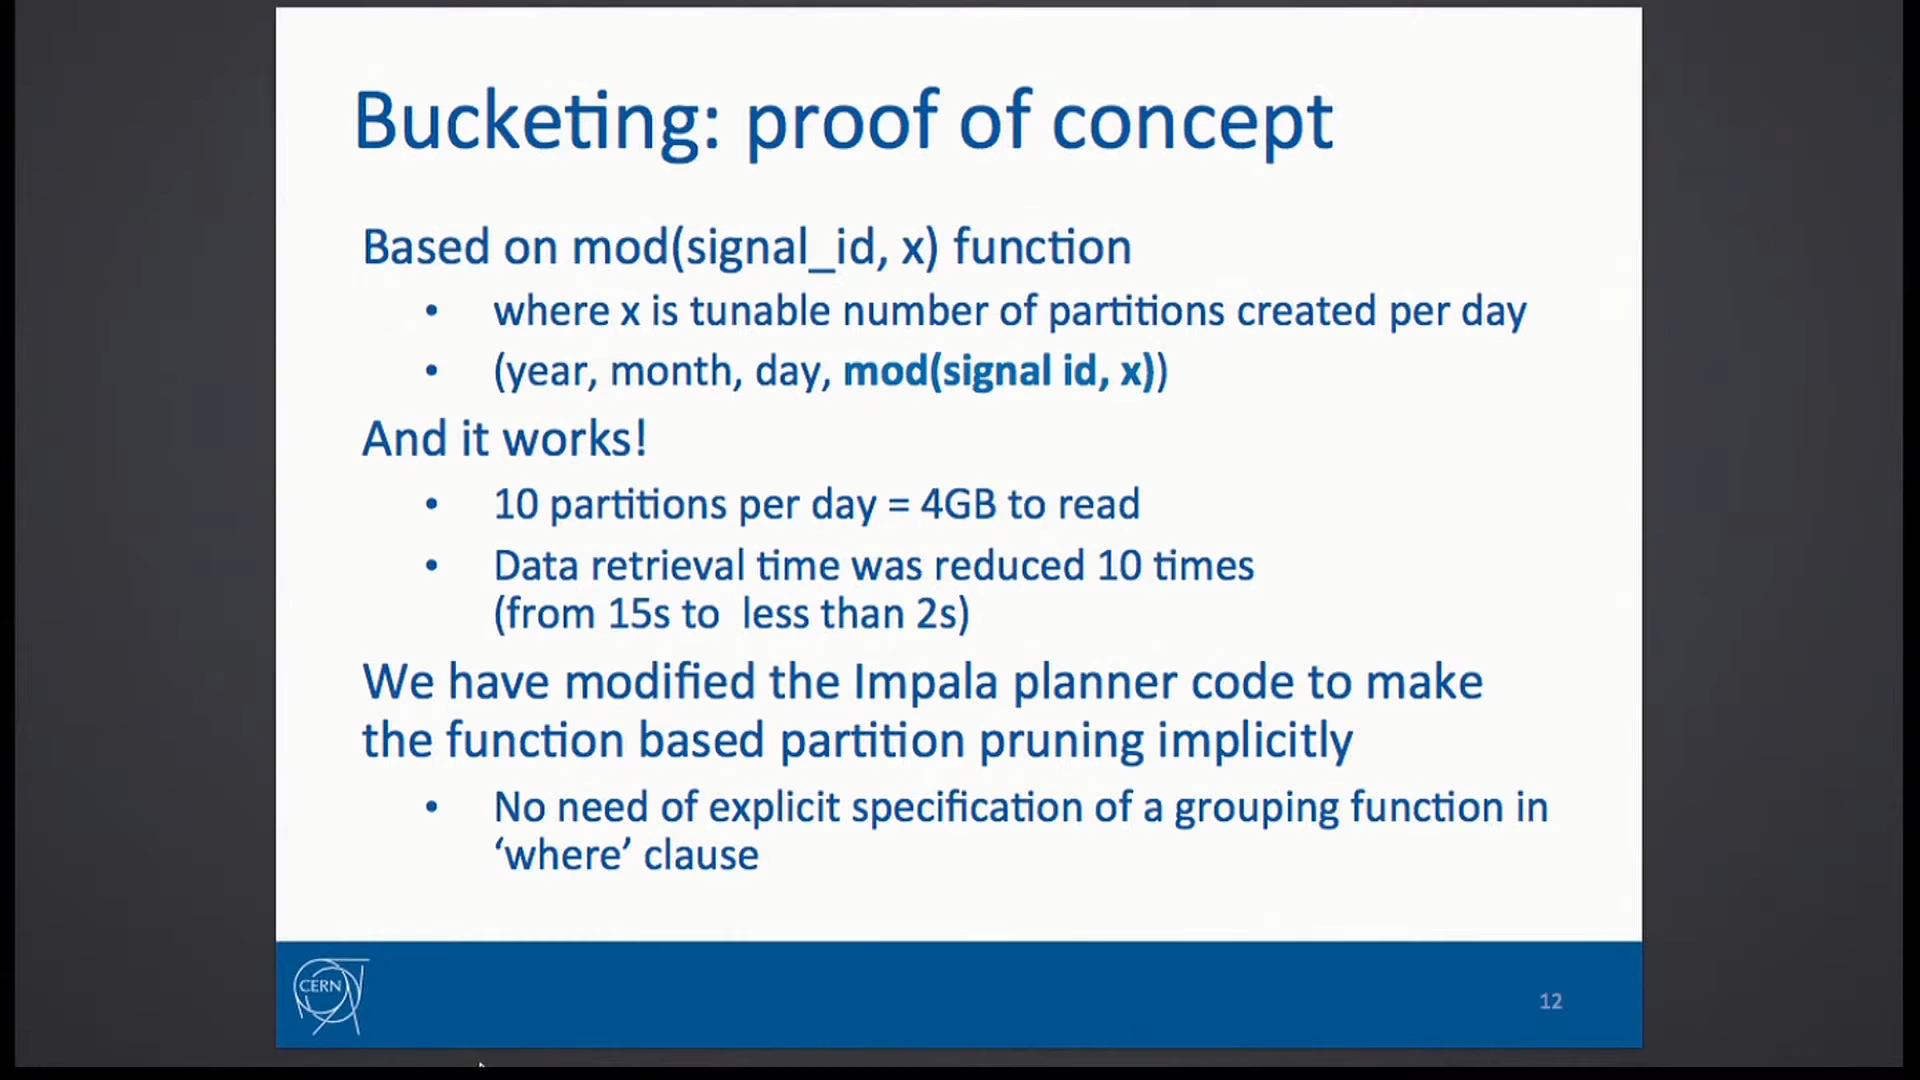 Bucketing: proof of concept
Based on mod(signal_id, x) function
• where x is tunable number of partitions created per day
• (year, month, day, mod(signal id, x))
And it works!
• 10 partitions per day = 4GB to read
• Data retrieval time was reduced 10 times
(from 15s to less than 2s)
We have modified the Impala planner code to make
the function based partition pruning implicitly
• No need of explicit specification of a grouping function in
‘where’ clause
CERN
12